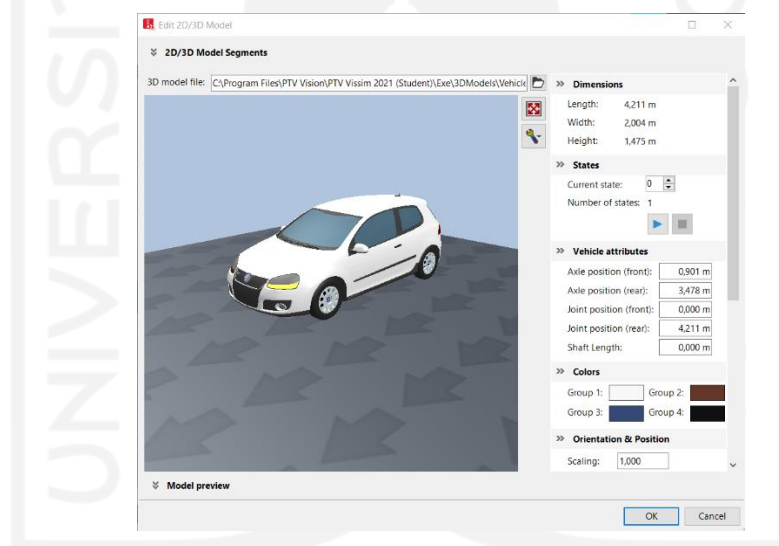 Edit 2D/3D Model
2D/3D Model Segments
3D model file: C:\Program Files\PTV Vision\PTV Vissim 2021 (Student)\Exe\3DModels\Vehicle
Dimensions
Length: 4,211 m
Width: 2,004 m
Height: 1,475 m
States
Current state: 0
Number of states: 1
Vehicle attributes
Axle position (front): 0,901 m
Axle position (rear): 3,478 m
Joint position (front): 0,000 m
Joint position (rear): 4,211 m
Shaft Length: 0,000 m
Colors
Group 1: Group 2:
Group 3: Group 4:
Orientation & Position
Scaling: 1,000
Model preview
OK Cancel